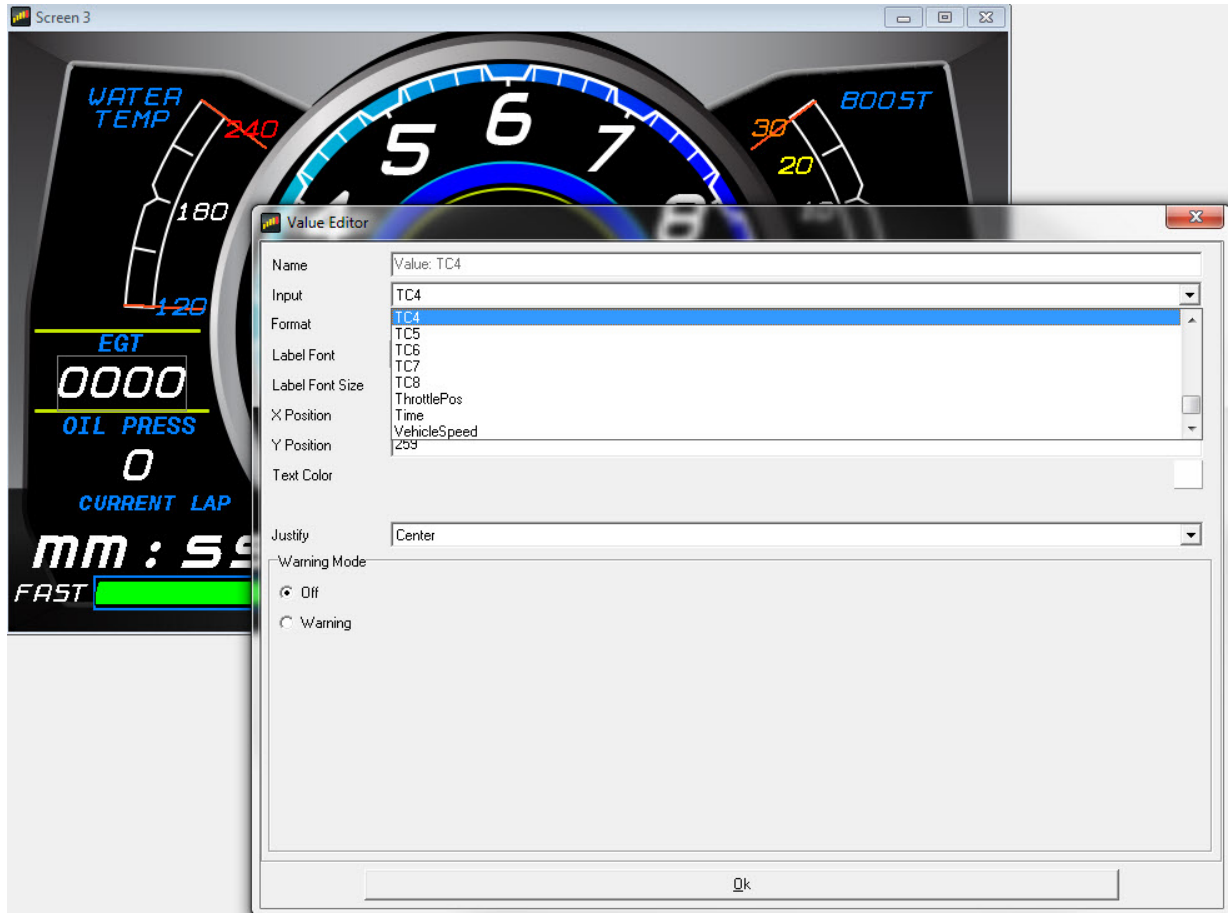 Screen 3
WATER
TEMP
240
180
120
5
6
7
8
BOOST
30
20
10
EGT
0000
OIL PRESS
0
CURRENT LAP
mm : ss
FAST
Value Editor
Name
Value: TC4
Input
TC4
Format
TC4
TC5
TC6
TC7
TC8
ThrottlePos
Time
VehicleSpeed
Label Font
Label Font Size
X Position
Y Position
259
Text Color
Justify
Center
Warning Mode
Off
Warning
Ok